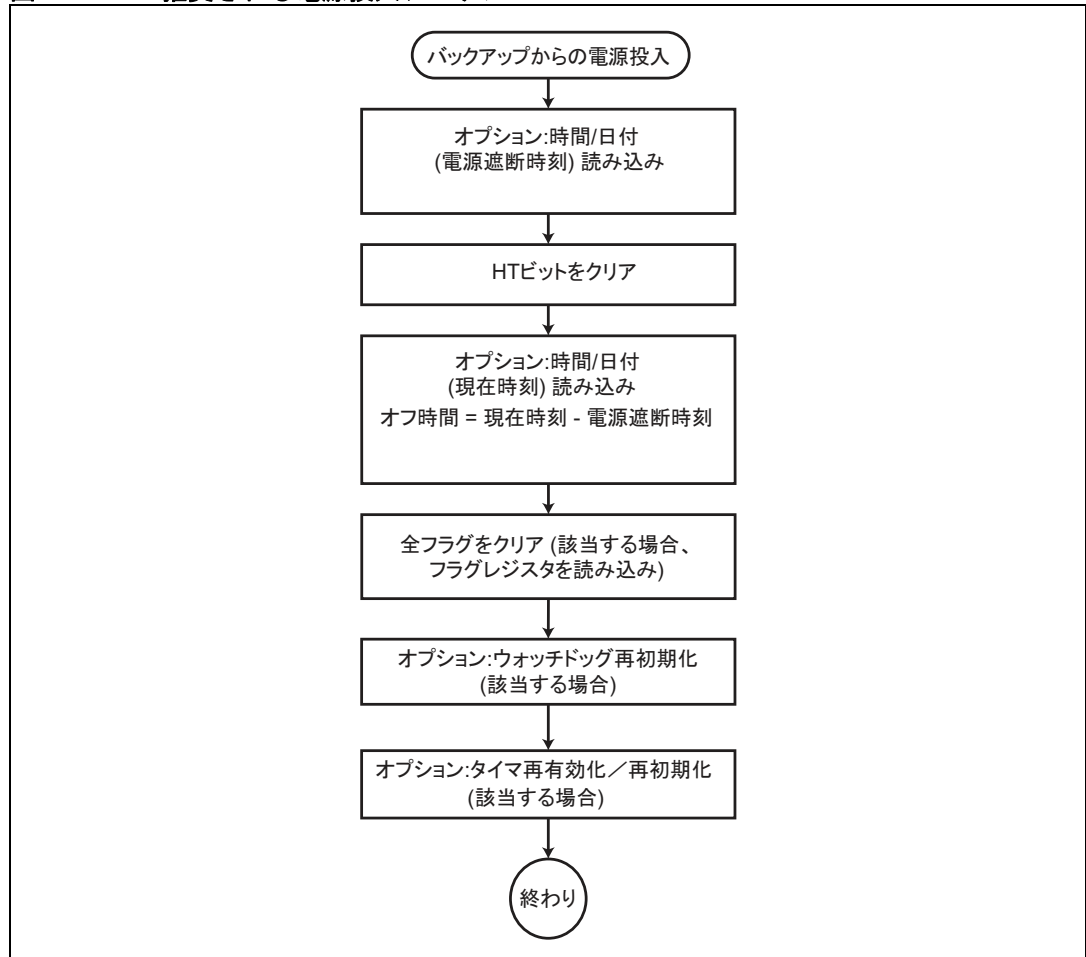 バックアップからの電源投入
オプション:時間/日付
(電源遮断時刻) 読み込み
HTビットをクリア
オプション:時間/日付
(現在時刻) 読み込み
オフ時間 = 現在時刻 - 電源遮断時刻
全フラグをクリア (該当する場合、
フラグレジスタを読み込み)
オプション:ウォッチドッグ再初期化
(該当する場合)
オプション:タイマ再有効化／再初期化
(該当する場合)
終わり